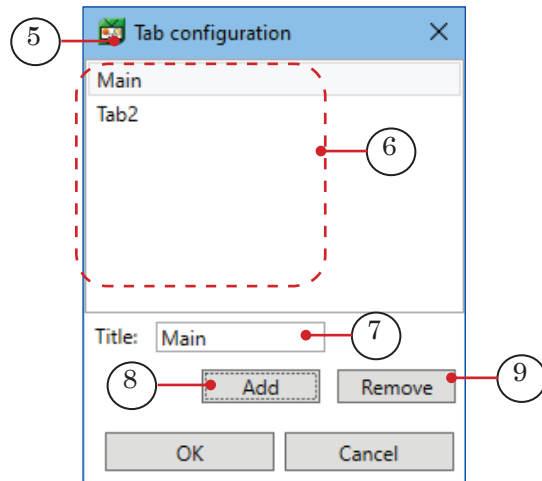 5 Tab configuration
Main
Tab2
6
Title: Main 7
8 Add Remove 9
OK Cancel